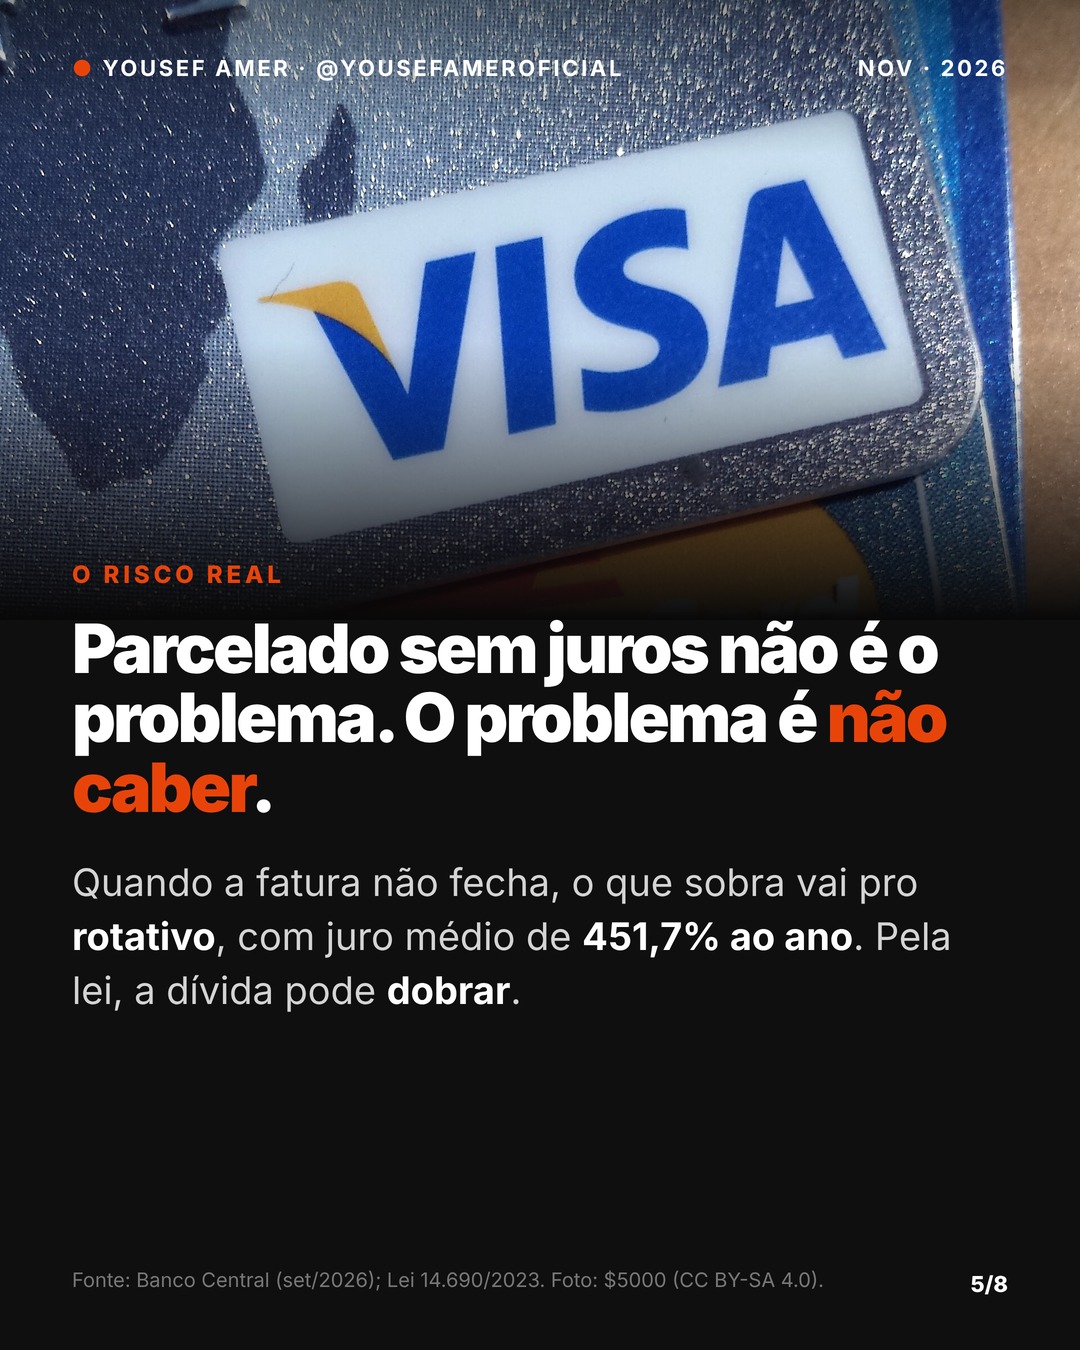 YOUSEF AMER · @YOUSEFAMEROFICIAL
NOV · 2026
VISA
O RISCO REAL
Parcelado sem juros não é o
problema. O problema é não
caber.
Quando a fatura não fecha, o que sobra vai pro
rotativo, com juro médio de 451,7% ao ano. Pela
lei, a dívida pode dobrar.
Fonte: Banco Central (set/2026); Lei 14.690/2023. Foto: $5000 (CC BY-SA 4.0).
5/8